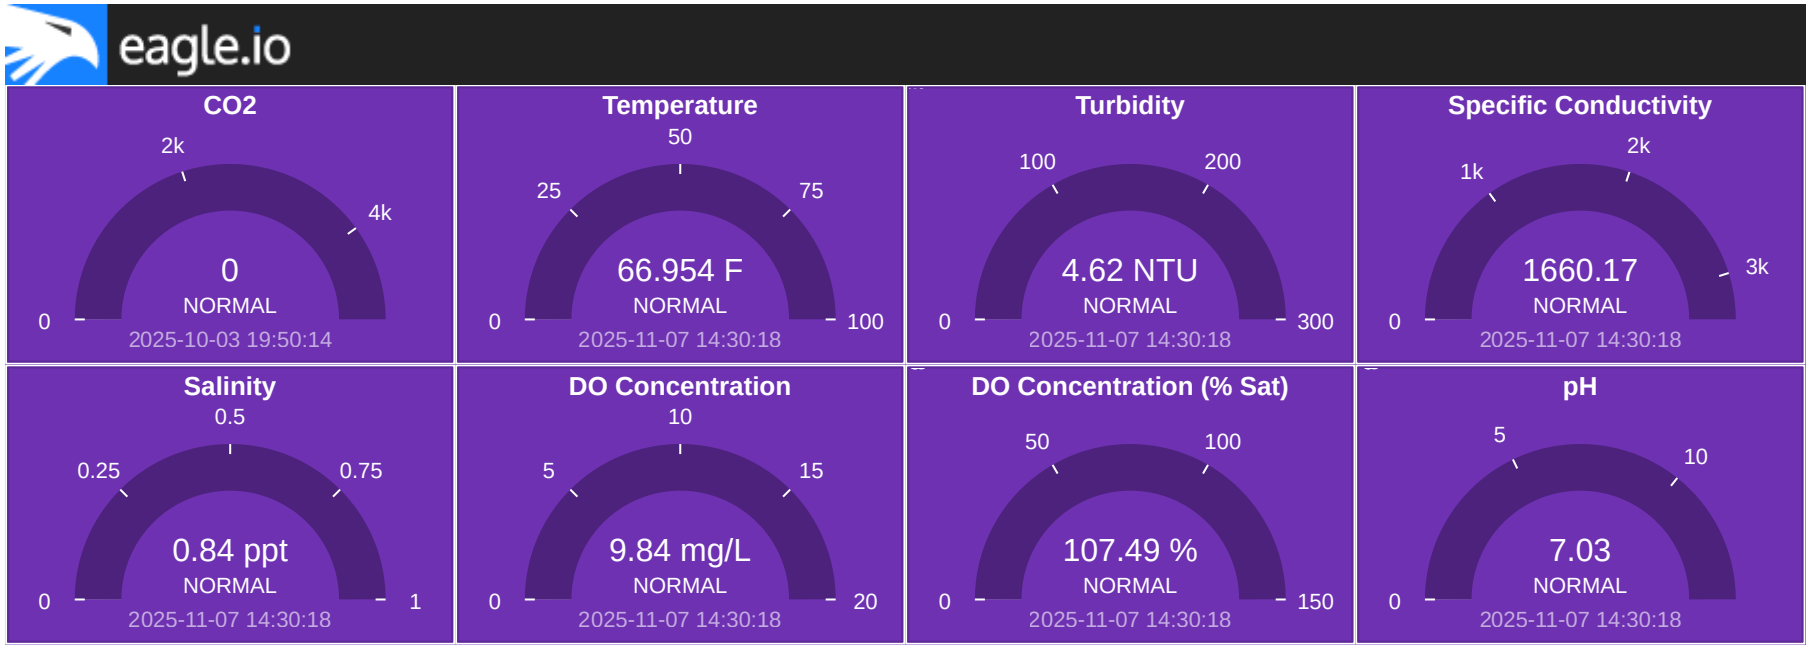 eagle.io
CO2
2k
4k
0
0
NORMAL
2025-10-03 19:50:14
Temperature
50
25
75
66.954 F
NORMAL
0
100
2025-11-07 14:30:18
Turbidity
100
200
4.62 NTU
NORMAL
0
300
2025-11-07 14:30:18
Specific Conductivity
2k
1k
3k
1660.17
NORMAL
0
2025-11-07 14:30:18
Salinity
0.5
0.25
0.75
0.84 ppt
NORMAL
0
1
2025-11-07 14:30:18
DO Concentration
10
5
15
9.84 mg/L
NORMAL
0
20
2025-11-07 14:30:18
DO Concentration (% Sat)
50
100
107.49 %
NORMAL
0
150
2025-11-07 14:30:18
pH
5
10
7.03
NORMAL
0
2025-11-07 14:30:18